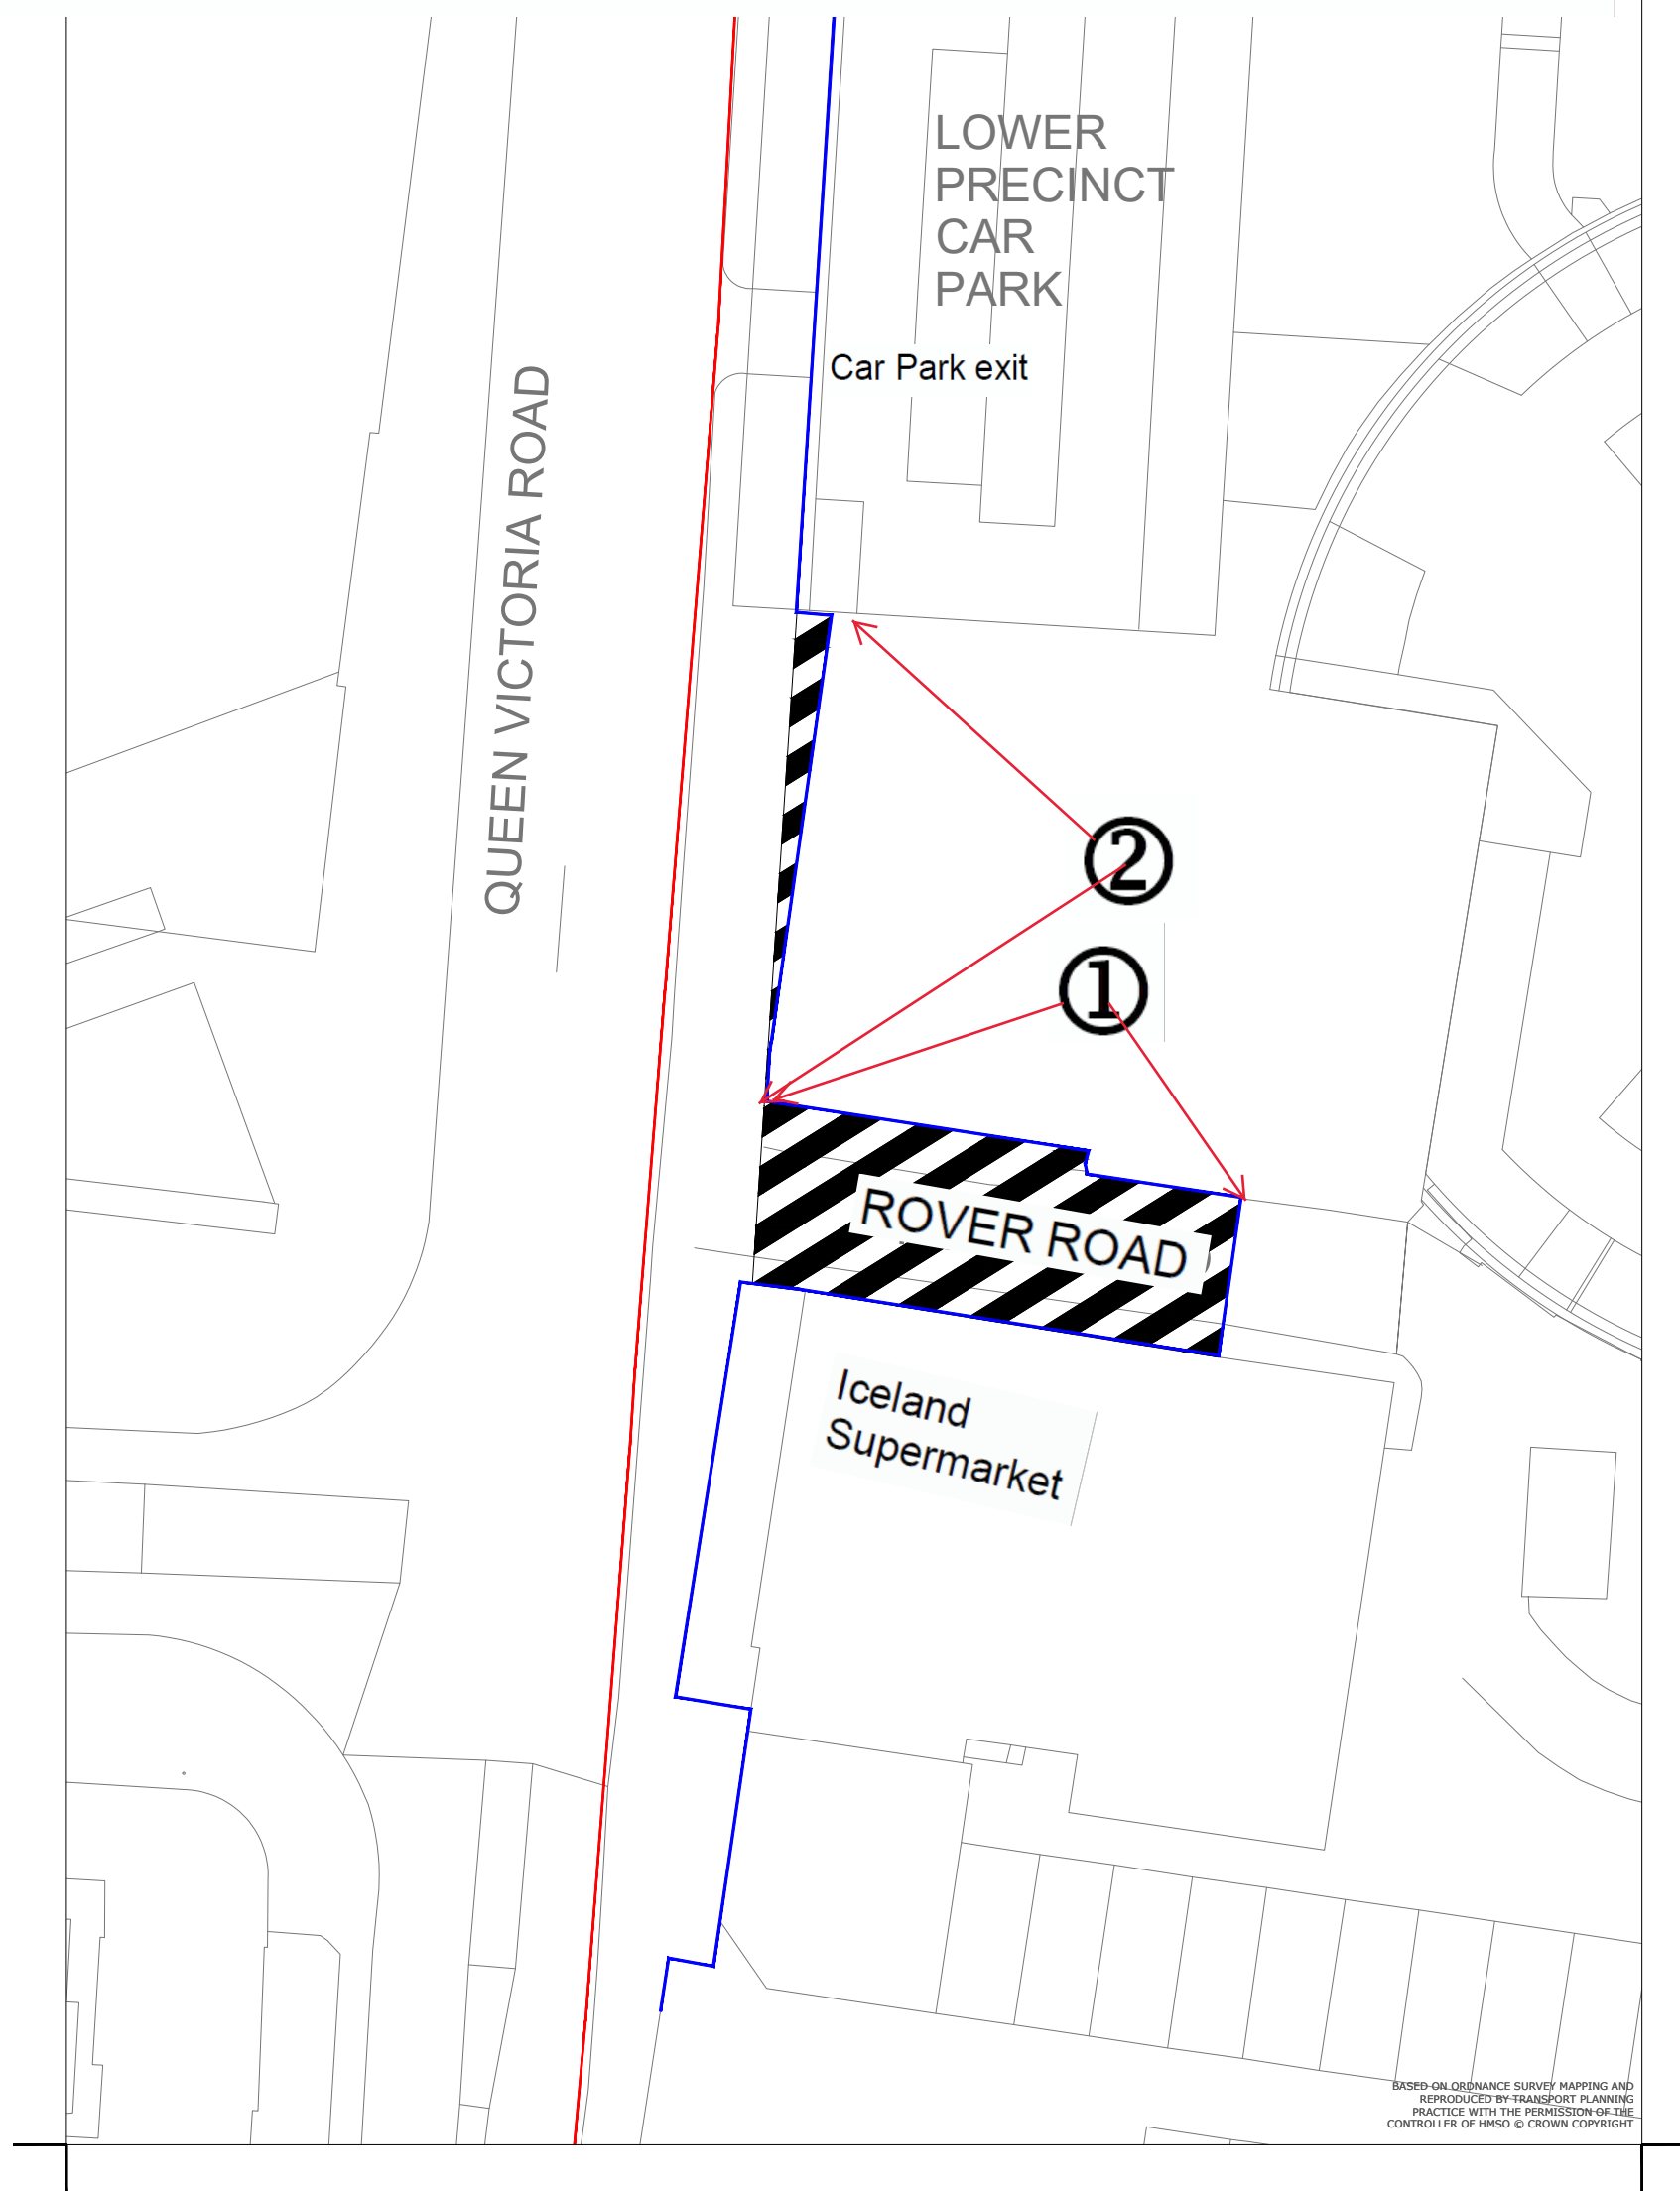 LOWER
PRECINCT
CAR
PARK
Car Park exit
QUEEN VICTORIA ROAD
②
①
ROVER ROAD
Iceland
Supermarket
BASED ON ORDNANCE SURVEY MAPPING AND
REPRODUCED BY TRANSPORT PLANNING
PRACTICE WITH THE PERMISSION OF THE
CONTROLLER OF HMSO © CROWN COPYRIGHT